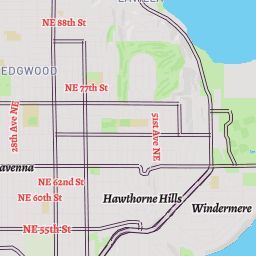 NE 88th St
EDGWOOD
NE 77th St
28th Ave NE
51st Ave NE
avenna
NE 62nd St
NE 60th St
Hawthorne Hills
Windermere
NE 55th St